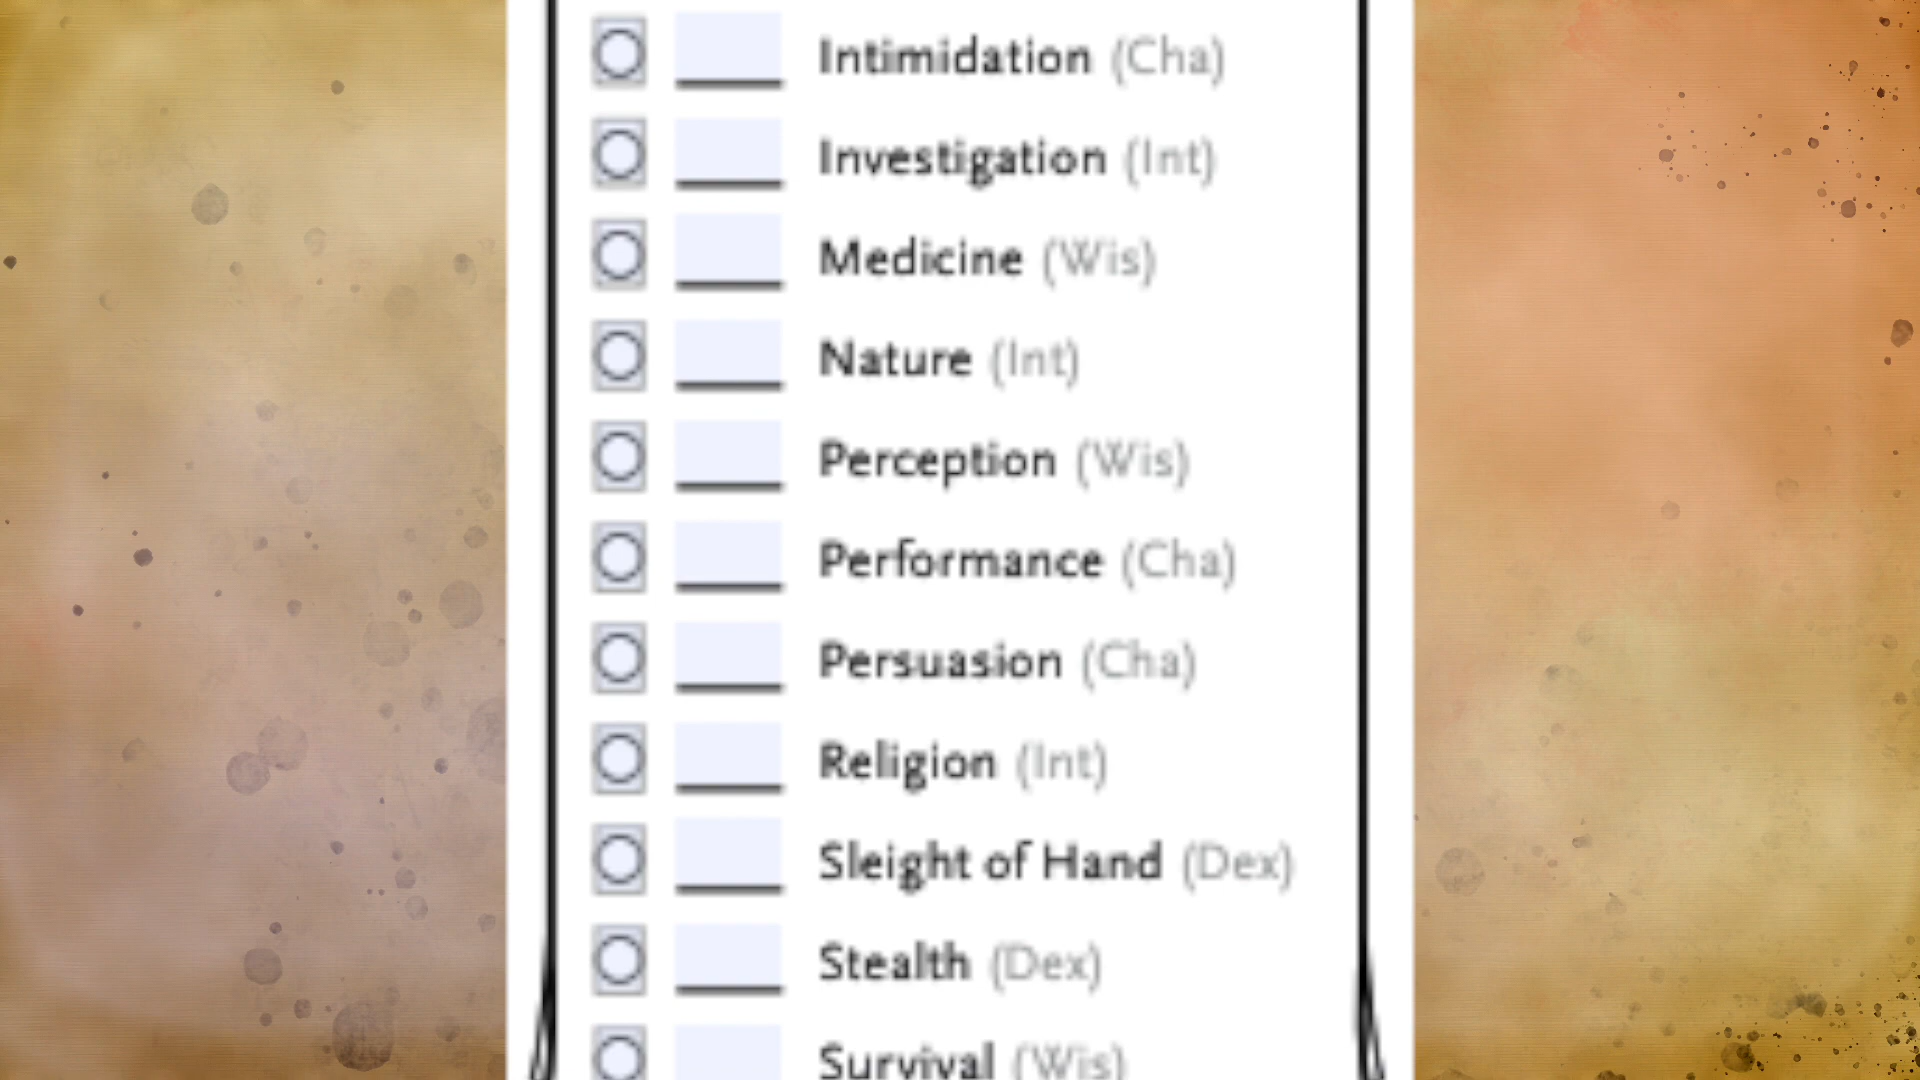 Intimidation (Cha)
Investigation (Int)
Medicine (Wis)
Nature (Int)
Perception (Wis)
Performance (Cha)
Persuasion (Cha)
Religion (Int)
Sleight of Hand (Dex)
Stealth (Dex)
Survival (Wis)